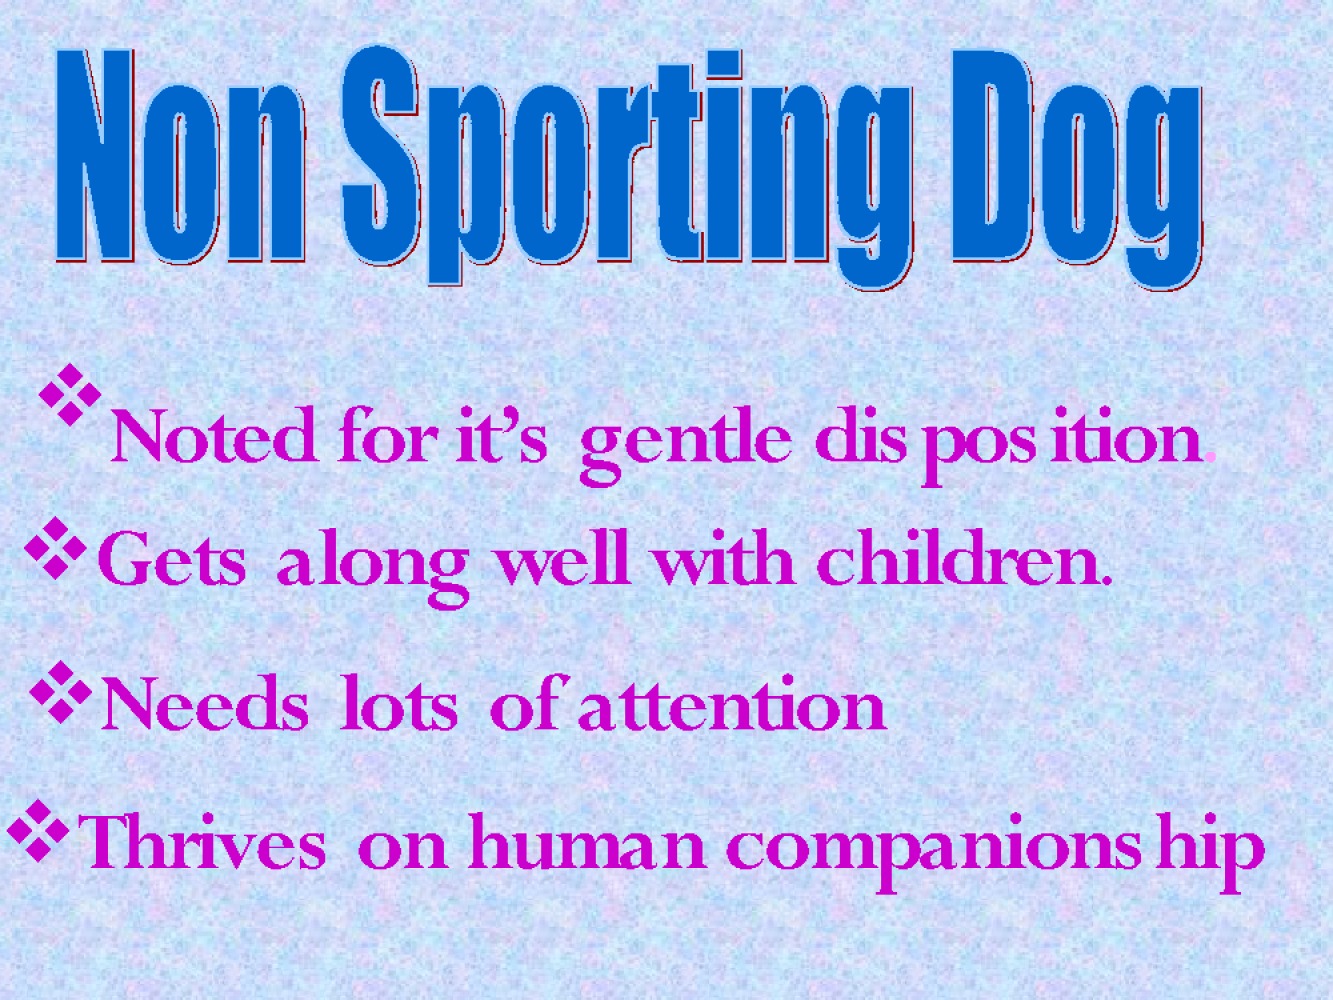 Non Sporting Dog
❖Noted for it’s gentle disposition.
❖Gets along well with children.
❖Needs lots of attention
❖Thrives on human companionship